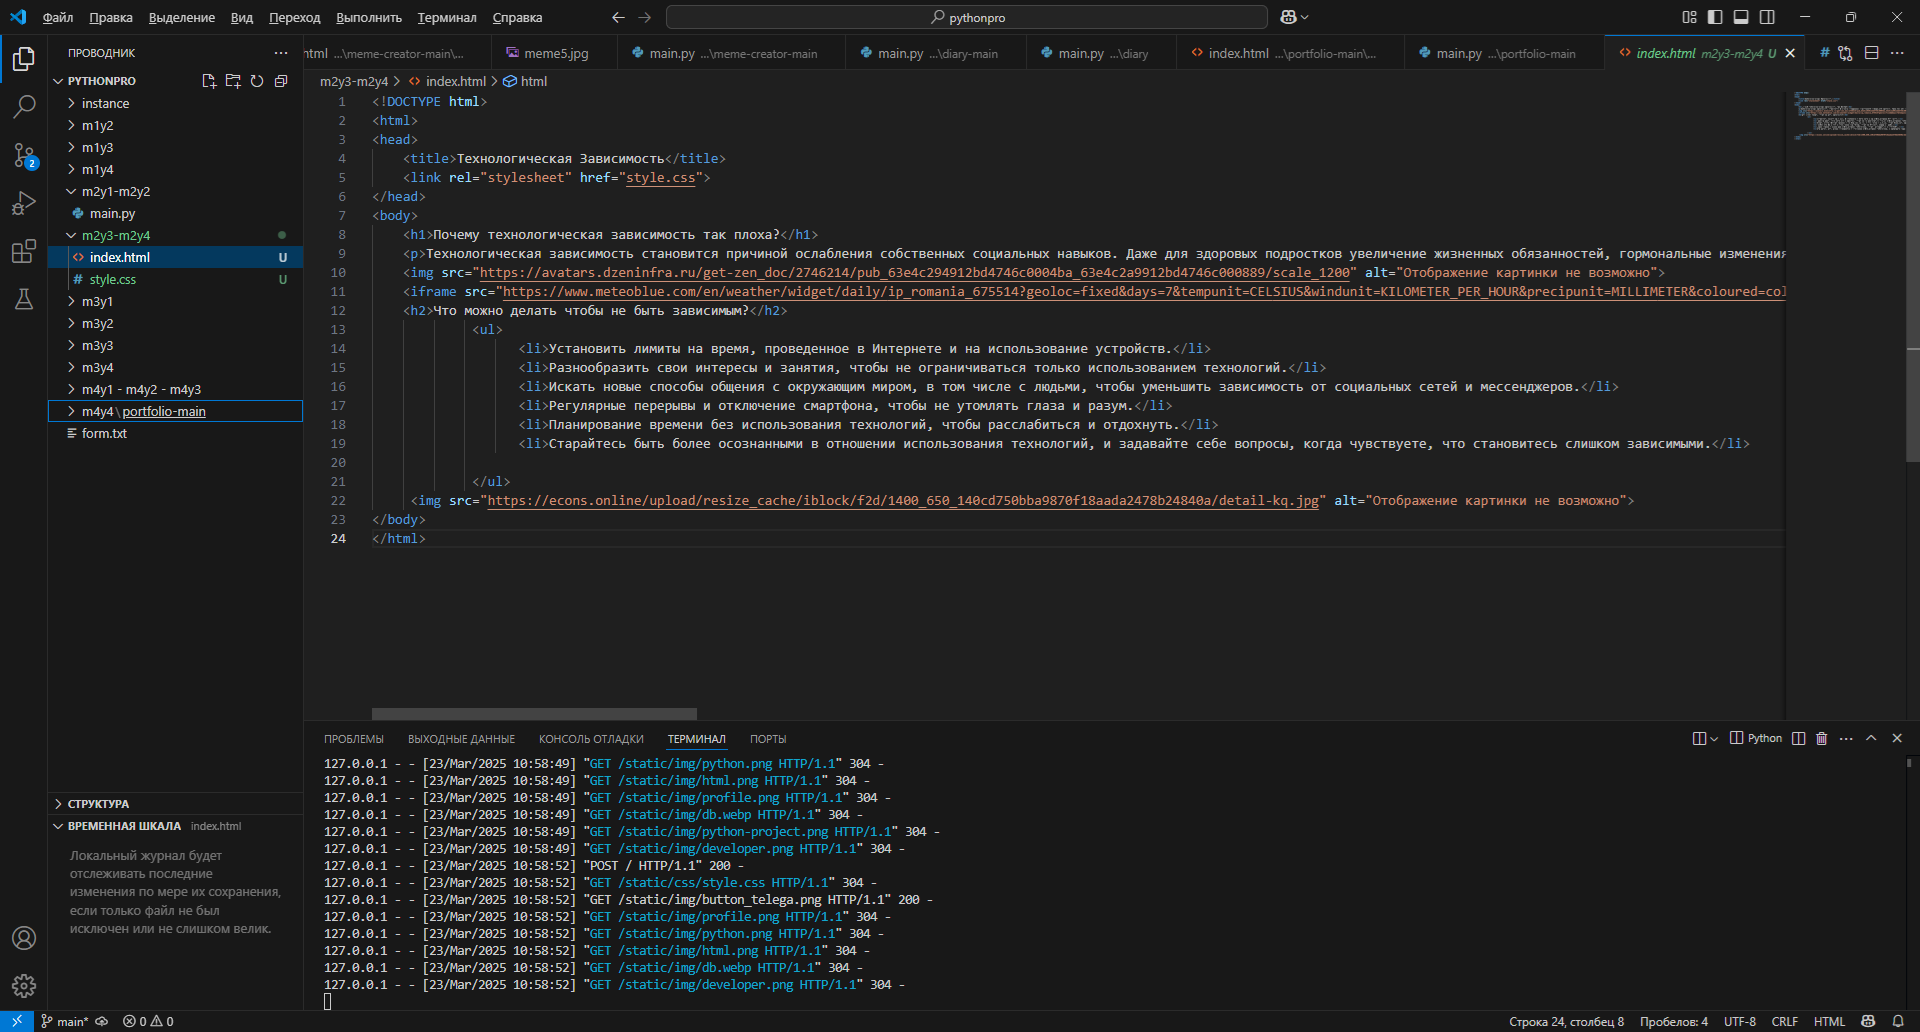 Файл Правка Выделение Вид Переход Выполнить Терминал Справка
pythonpro
ПРОВОДНИК
html ...\meme-creator-main\...
meme5.jpg
main.py ...\meme-creator-main
main.py ...\diary-main
main.py ...\diary
index.html ...\portfolio-main\...
main.py ...\portfolio-main
index.html m2y3-m2y4 U
#
PYTHONPRO
instance
m1y2
m1y3
m1y4
m2y1-m2y2
main.py
m2y3-m2y4
index.html U
# style.css U
m3y1
m3y2
m3y3
m3y4
m4y1 - m4y2 - m4y3
m4y4\portfolio-main
form.txt
СТРУКТУРА
ВРЕМЕННАЯ ШКАЛА index.html
Локальный журнал будет
отслеживать последние
изменения по мере их сохранения,
если только файл не был
исключен или не слишком велик.
2
m2y3-m2y4 > index.html > html
1 <!DOCTYPE html>
2 <html>
3 <head>
4 <title>Технологическая Зависимость</title>
5 <link rel="stylesheet" href="style.css">
6 </head>
7 <body>
8 <h1>Почему технологическая зависимость так плоха?</h1>
9 <p>Технологическая зависимость становится причиной ослабления собственных социальных навыков. Даже для здоровых подростков увеличение жизненных обязанностей, гормональные изменения
10 <img src="https://avatars.dzeninfra.ru/get-zen_doc/2746214/pub_63e4c294912bd4746c0004ba_63e4c2a9912bd4746c000889/scale_1200" alt="Отображение картинки не возможно">
11 <iframe src="https://www.meteoblue.com/en/weather/widget/daily/ip_romania_675514?geoloc=fixed&days=7&tempunit=CELSIUS&windunit=KILOMETER_PER_HOUR&precipunit=MILLIMETER&coloured=col
12 <h2>Что можно делать чтобы не быть зависимым?</h2>
13 <ul>
14 <li>Установить лимиты на время, проведенное в Интернете и на использование устройств.</li>
15 <li>Разнообразить свои интересы и занятия, чтобы не ограничиваться только использованием технологий.</li>
16 <li>Искать новые способы общения с окружающим миром, в том числе с людьми, чтобы уменьшить зависимость от социальных сетей и мессенджеров.</li>
17 <li>Регулярные перерывы и отключение смартфона, чтобы не утомлять глаза и разум.</li>
18 <li>Планирование времени без использования технологий, чтобы расслабиться и отдохнуть.</li>
19 <li>Старайтесь быть более осознанными в отношении использования технологий, и задавайте себе вопросы, когда чувствуете, что становитесь слишком зависимыми.</li>
20
21 </ul>
22 <img src="https://econs.online/upload/resize_cache/iblock/f2d/1400_650_140cd750bba9870f18aada2478b24840a/detail-kq.jpg" alt="Отображение картинки не возможно">
23 </body>
24 </html>
ПРОБЛЕМЫ ВЫХОДНЫЕ ДАННЫЕ КОНСОЛЬ ОТЛАДКИ ТЕРМИНАЛ ПОРТЫ
Python
127.0.0.1 - - [23/Mar/2025 10:58:49] "GET /static/img/python.png HTTP/1.1" 304 -
127.0.0.1 - - [23/Mar/2025 10:58:49] "GET /static/img/html.png HTTP/1.1" 304 -
127.0.0.1 - - [23/Mar/2025 10:58:49] "GET /static/img/profile.png HTTP/1.1" 304 -
127.0.0.1 - - [23/Mar/2025 10:58:49] "GET /static/img/db.webp HTTP/1.1" 304 -
127.0.0.1 - - [23/Mar/2025 10:58:49] "GET /static/img/python-project.png HTTP/1.1" 304 -
127.0.0.1 - - [23/Mar/2025 10:58:49] "GET /static/img/developer.png HTTP/1.1" 304 -
127.0.0.1 - - [23/Mar/2025 10:58:52] "POST / HTTP/1.1" 200 -
127.0.0.1 - - [23/Mar/2025 10:58:52] "GET /static/css/style.css HTTP/1.1" 304 -
127.0.0.1 - - [23/Mar/2025 10:58:52] "GET /static/img/button_telega.png HTTP/1.1" 200 -
127.0.0.1 - - [23/Mar/2025 10:58:52] "GET /static/img/profile.png HTTP/1.1" 304 -
127.0.0.1 - - [23/Mar/2025 10:58:52] "GET /static/img/python.png HTTP/1.1" 304 -
127.0.0.1 - - [23/Mar/2025 10:58:52] "GET /static/img/html.png HTTP/1.1" 304 -
127.0.0.1 - - [23/Mar/2025 10:58:52] "GET /static/img/db.webp HTTP/1.1" 304 -
127.0.0.1 - - [23/Mar/2025 10:58:52] "GET /static/img/developer.png HTTP/1.1" 304 -
main* 0 0
Строка 24, столбец 8 Пробелов: 4 UTF-8 CRLF HTML